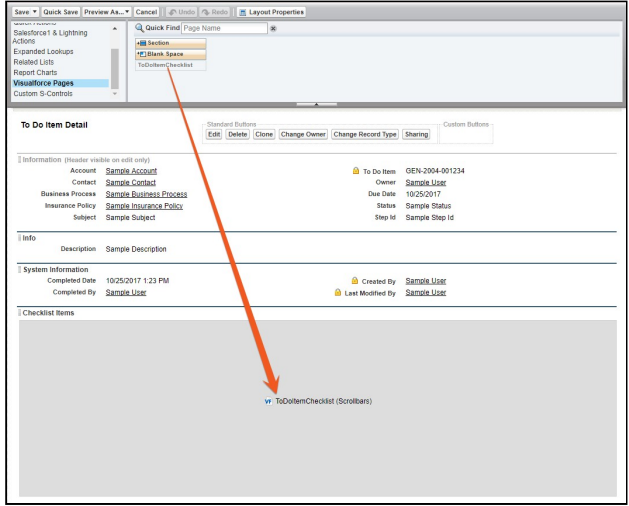 Save Quick Save Preview As... Cancel Undo Redo Layout Properties
Quick Actions
Salesforce1 & Lightning
Actions
Expanded Lookups
Related Lists
Report Charts
Visualforce Pages
Custom S-Controls
Quick Find Page Name
Section
Blank Space
ToDoItemChecklist
To Do Item Detail
Standard Buttons
Edit Delete Clone Change Owner Change Record Type Sharing
Custom Buttons
Information (Header visible on edit only)
Account Sample Account To Do Item GEN-2004-001234
Contact Sample Contact Owner Sample User
Business Process Sample Business Process Due Date 10/25/2017
Insurance Policy Sample Insurance Policy Status Sample Status
Subject Sample Subject Step Id Sample Step Id
Info
Description Sample Description
System Information
Completed Date 10/25/2017 1:23 PM Created By Sample User
Completed By Sample User Last Modified By Sample User
Checklist Items
VF ToDoItemChecklist (Scrollbars)